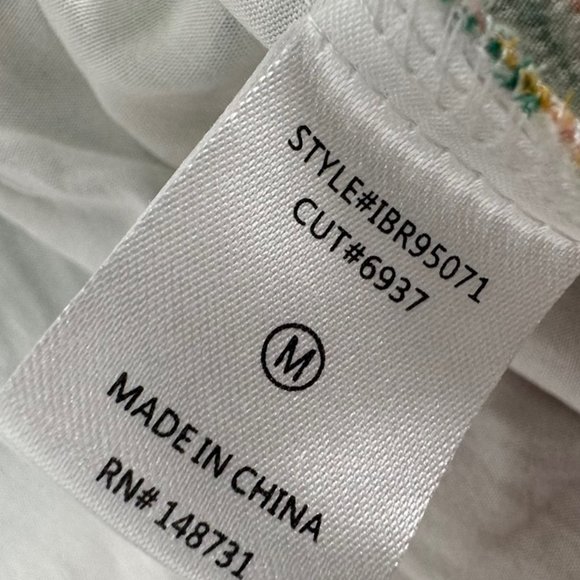 STYLE#IBR95071
CUT#6937
M
MADE IN CHINA
RN# 148731